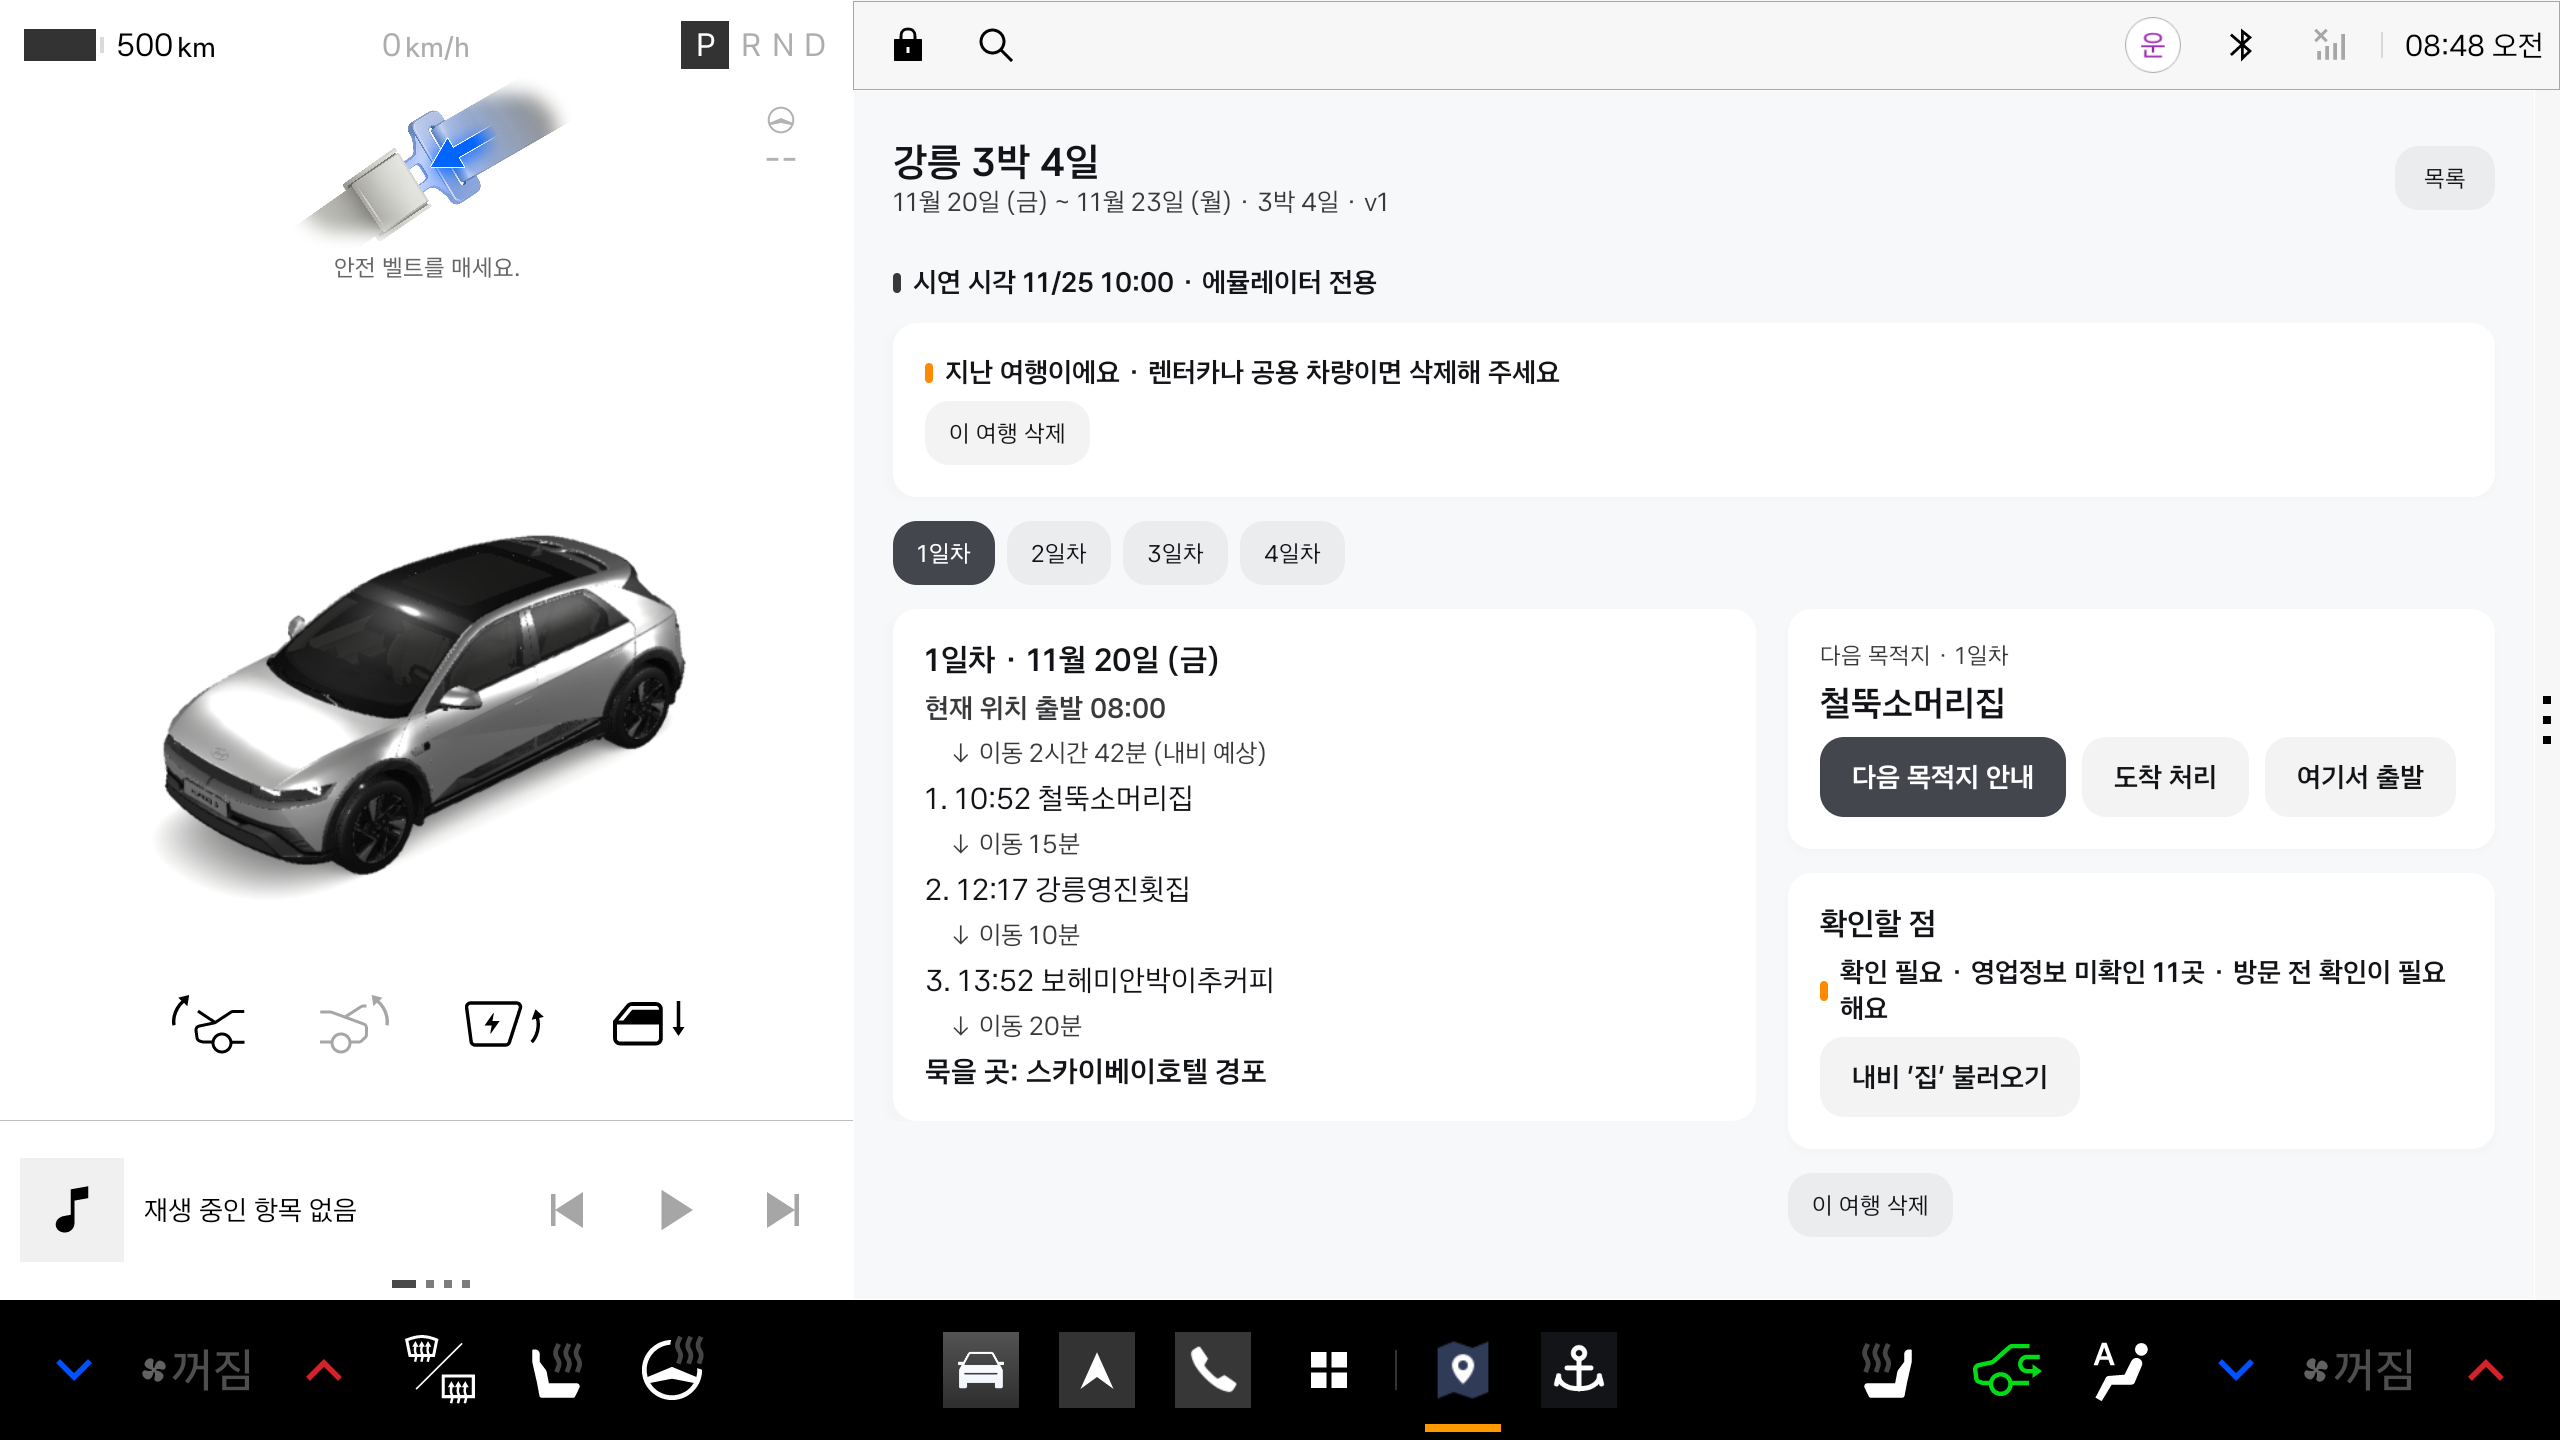 500 km
0 km/h
P R N D
운
08:48 오전
--
안전 벨트를 매세요.
강릉 3박 4일
11월 20일 (금) ~ 11월 23일 (월) · 3박 4일 · v1
목록
시연 시각 11/25 10:00 · 에뮬레이터 전용
지난 여행이에요 · 렌터카나 공용 차량이면 삭제해 주세요
이 여행 삭제
1일차
2일차
3일차
4일차
1일차 · 11월 20일 (금)
현재 위치 출발 08:00
↓ 이동 2시간 42분 (내비 예상)
1. 10:52 철뚝소머리집
↓ 이동 15분
2. 12:17 강릉영진횟집
↓ 이동 10분
3. 13:52 보헤미안박이추커피
↓ 이동 20분
묵을 곳: 스카이베이호텔 경포
다음 목적지 · 1일차
철뚝소머리집
다음 목적지 안내
도착 처리
여기서 출발
확인할 점
확인 필요 · 영업정보 미확인 11곳 · 방문 전 확인이 필요
해요
내비 '집' 불러오기
이 여행 삭제
재생 중인 항목 없음
꺼짐
A
꺼짐